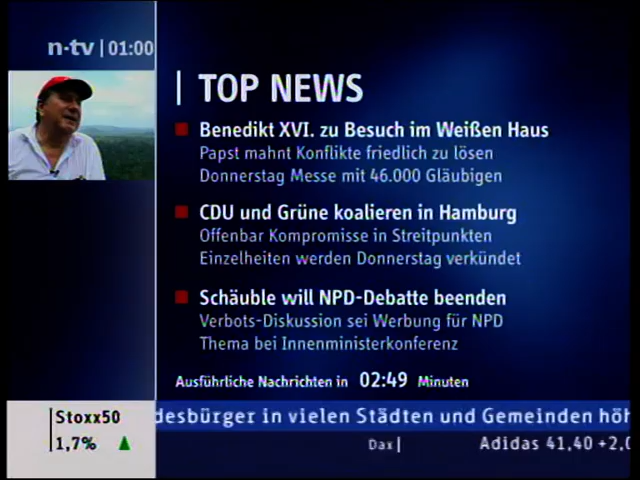 n-tv | 01:00
TOP NEWS
Benedikt XVI. zu Besuch im Weißen Haus
Papst mahnt Konflikte friedlich zu lösen
Donnerstag Messe mit 46.000 Gläubigen
CDU und Grüne koalieren in Hamburg
Offenbar Kompromisse in Streitpunkten
Einzelheiten werden Donnerstag verkündet
Schäuble will NPD-Debatte beenden
Verbots-Diskussion sei Werbung für NPD
Thema bei Innenministerkonferenz
Ausführliche Nachrichten in 02:49 Minuten
Stoxx50
1,7%
desbürger in vielen Städten und Gemeinden höh
Dax | Adidas 41,40 +2,0